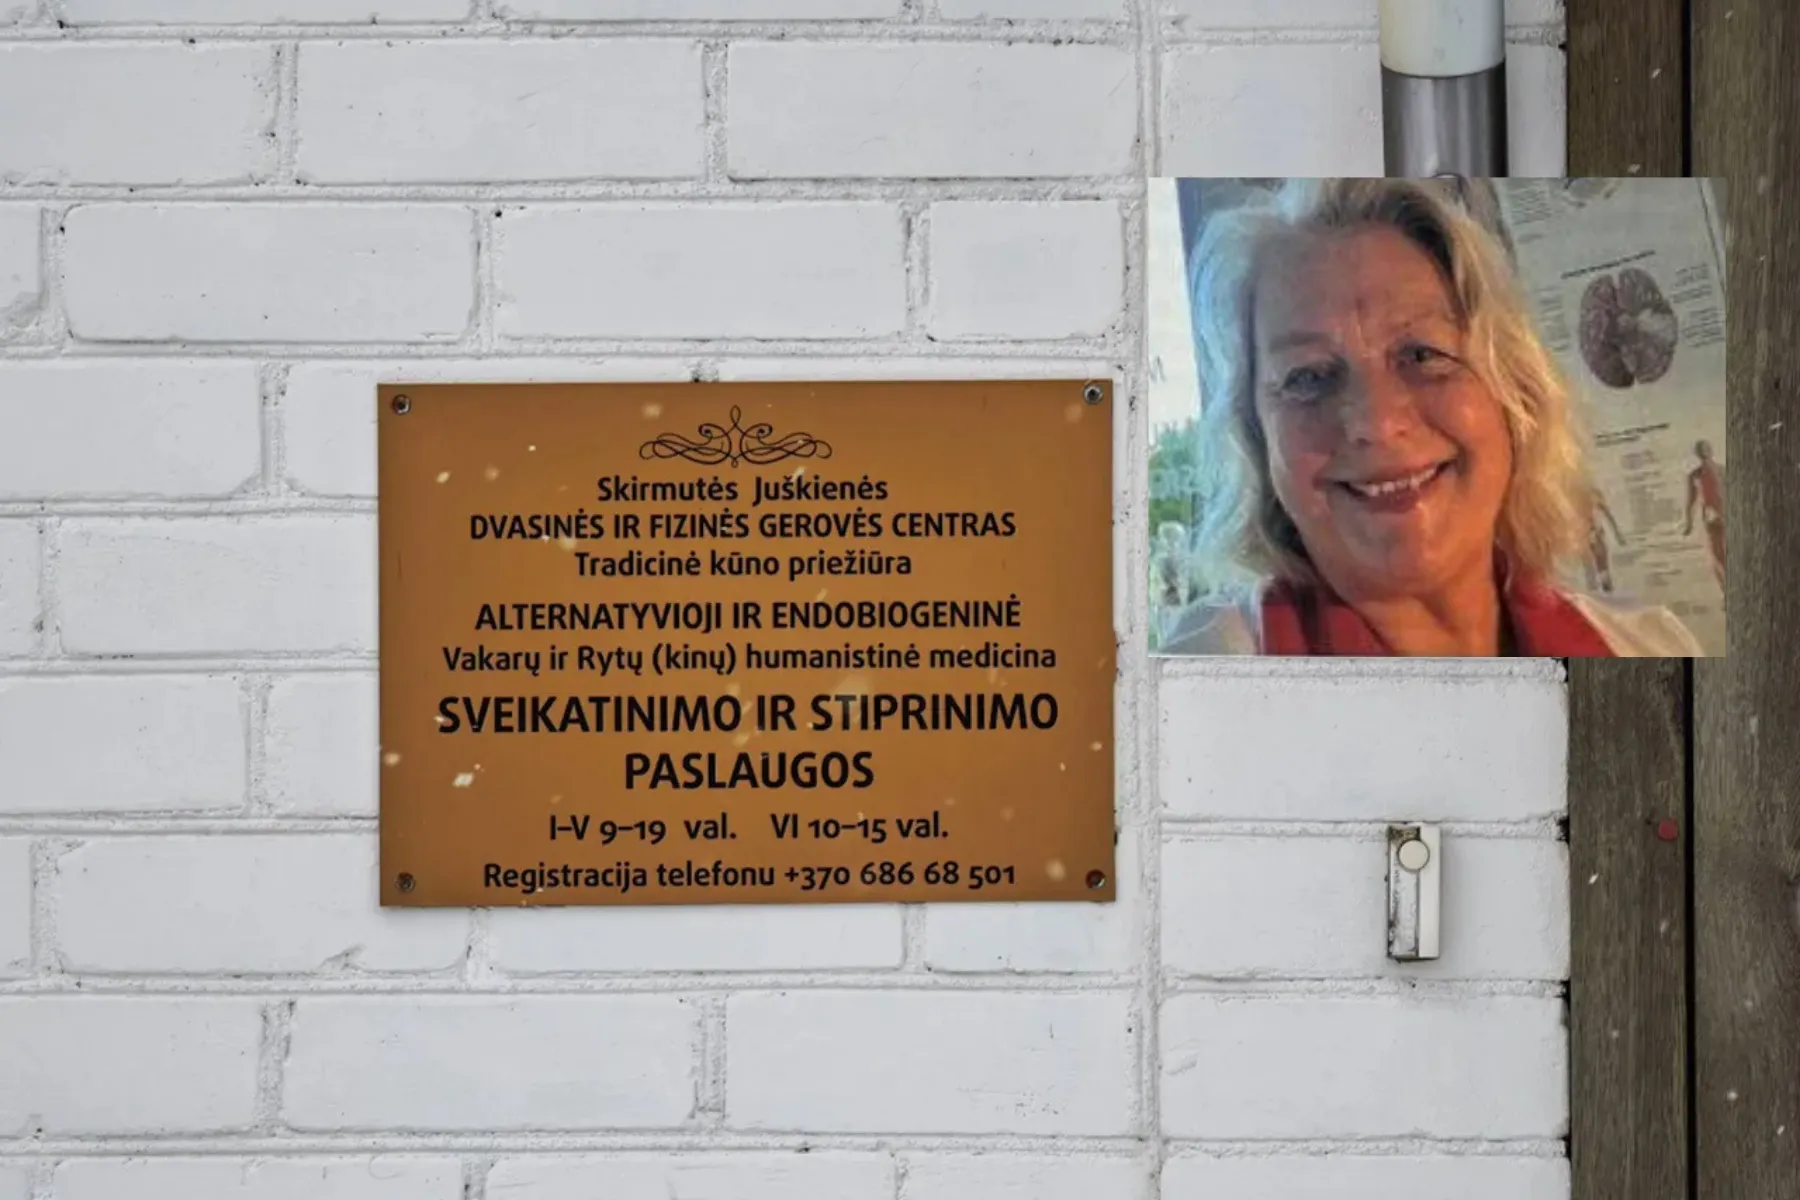 Skirmutės Juškienės
DVASINĖS IR FIZINĖS GEROVĖS CENTRAS
Tradicinė kūno priežiūra
ALTERNATYVIOJI IR ENDOBIOGENINĖ
Vakarų ir Rytų (kinų) humanistinė medicina
SVEIKATINIMO IR STIPRINIMO
PASLAUGOS
I–V 9–19 val. VI 10–15 val.
Registracija telefonu +370 686 68 501